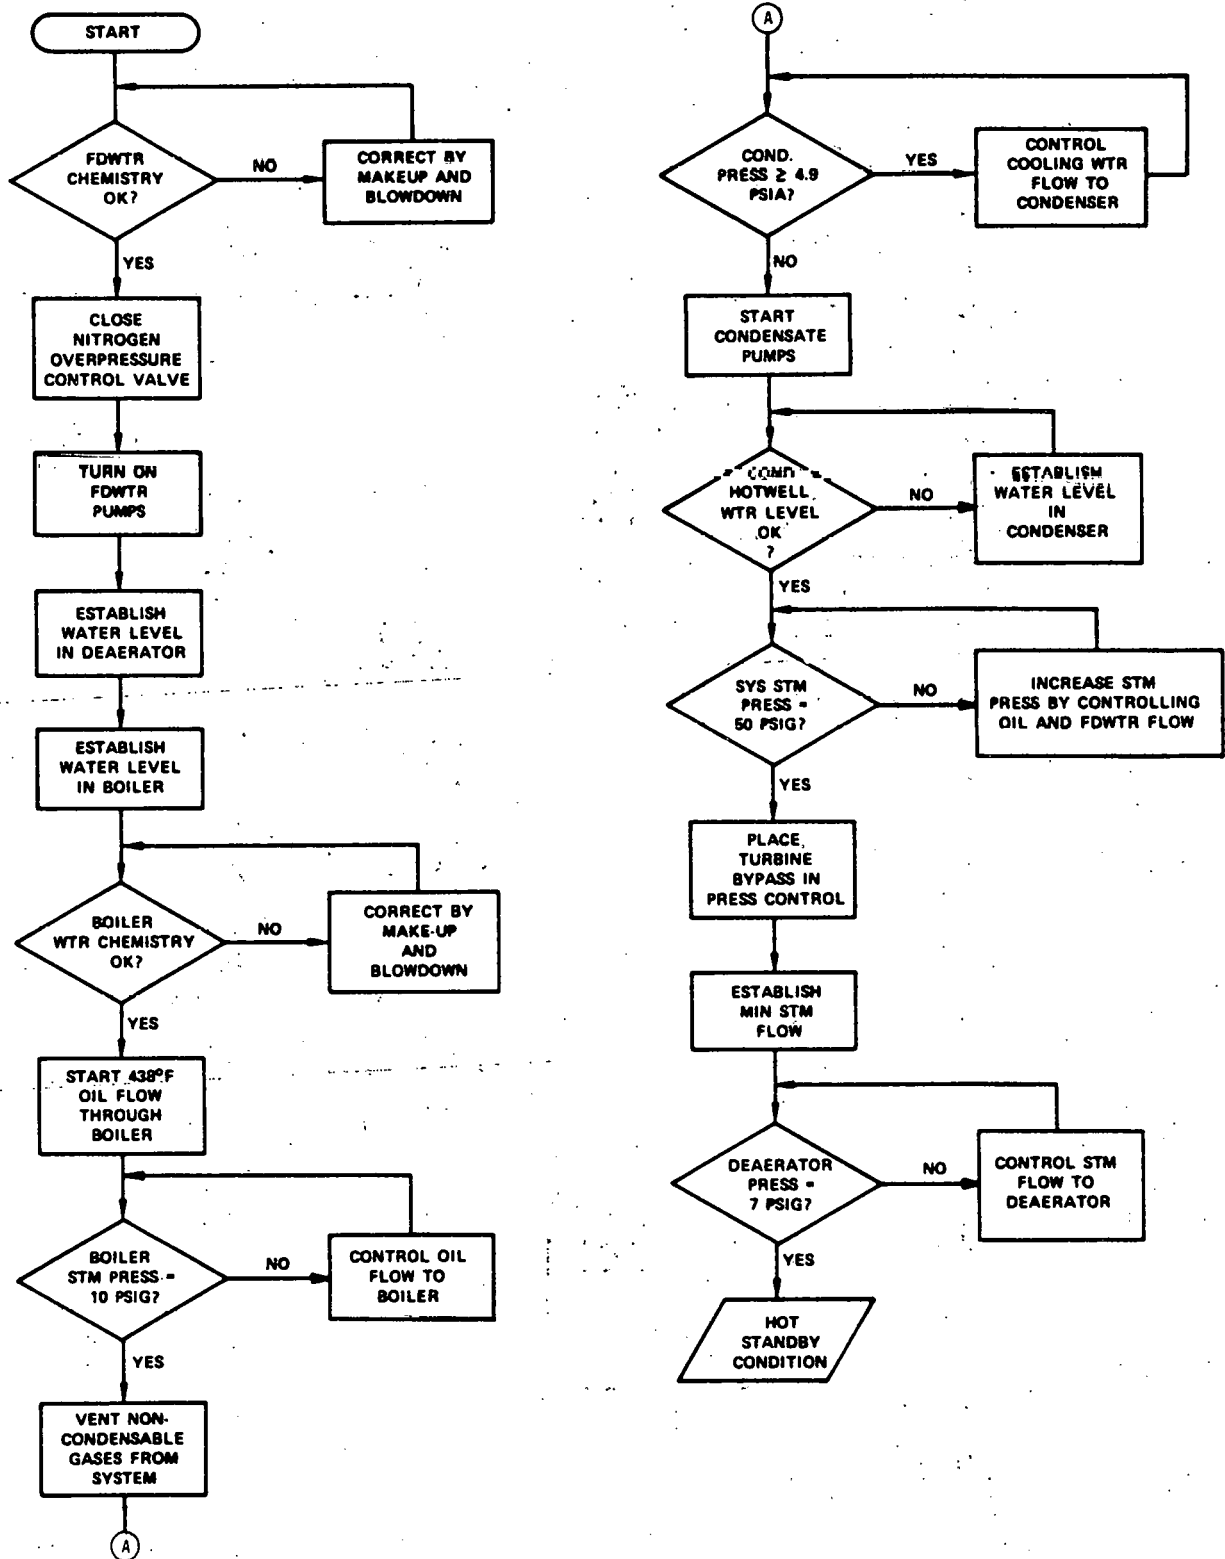 START
FDWTR
CHEMISTRY
OK?
NO
CORRECT BY
MAKEUP AND
BLOWDOWN
YES
CLOSE
NITROGEN
OVERPRESSURE
CONTROL VALVE
TURN ON
FDWTR
PUMPS
ESTABLISH
WATER LEVEL
IN DEAERATOR
ESTABLISH
WATER LEVEL
IN BOILER
BOILER
WTR CHEMISTRY
OK?
NO
CORRECT BY
MAKE-UP
AND
BLOWDOWN
YES
START 438°F
OIL FLOW
THROUGH
BOILER
BOILER
STM PRESS =
10 PSIG?
NO
CONTROL OIL
FLOW TO
BOILER
YES
VENT NON-
CONDENSABLE
GASES FROM
SYSTEM
A
A
COND.
PRESS ≥ 4.9
PSIA?
YES
CONTROL
COOLING WTR
FLOW TO
CONDENSER
NO
START
CONDENSATE
PUMPS
COND
HOTWELL
WTR LEVEL
OK
?
NO
ESTABLISH
WATER LEVEL
IN
CONDENSER
YES
SYS STM
PRESS =
50 PSIG?
NO
INCREASE STM
PRESS BY CONTROLLING
OIL AND FDWTR FLOW
YES
PLACE
TURBINE
BYPASS IN
PRESS CONTROL
ESTABLISH
MIN STM
FLOW
DEAERATOR
PRESS =
7 PSIG?
NO
CONTROL STM
FLOW TO
DEAERATOR
YES
HOT
STANDBY
CONDITION